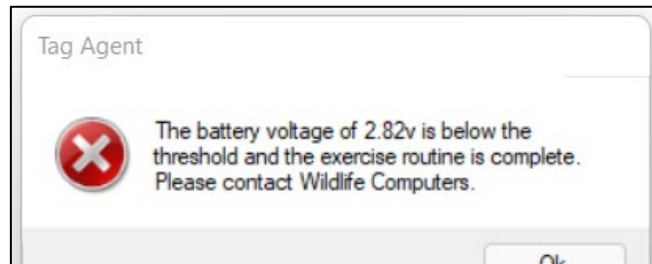 Tag Agent
The battery voltage of 2.82v is below the
threshold and the exercise routine is complete.
Please contact Wildlife Computers.
Ok